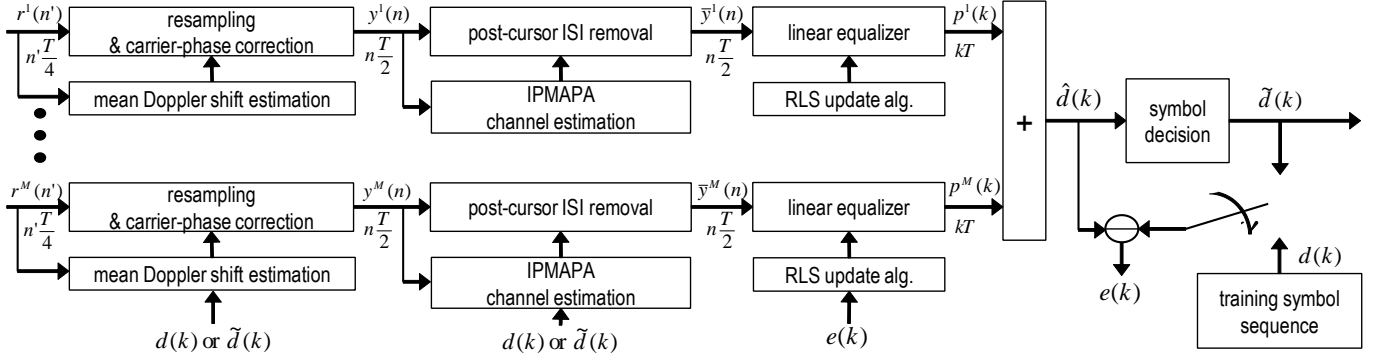 r¹(n')
n' T/4
resampling
& carrier-phase correction
mean Doppler shift estimation
y¹(n)
n T/2
post-cursor ISI removal
IPMAPA
channel estimation
y̅¹(n)
n T/2
linear equalizer
RLS update alg.
p¹(k)
kT
r^M(n')
n' T/4
resampling
& carrier-phase correction
mean Doppler shift estimation
d(k) or d̃(k)
y^M(n)
n T/2
post-cursor ISI removal
IPMAPA
channel estimation
d(k) or d̃(k)
y̅^M(n)
n T/2
linear equalizer
RLS update alg.
e(k)
p^M(k)
kT
+
d̂(k)
symbol
decision
d̃(k)
e(k)
d(k)
training symbol
sequence